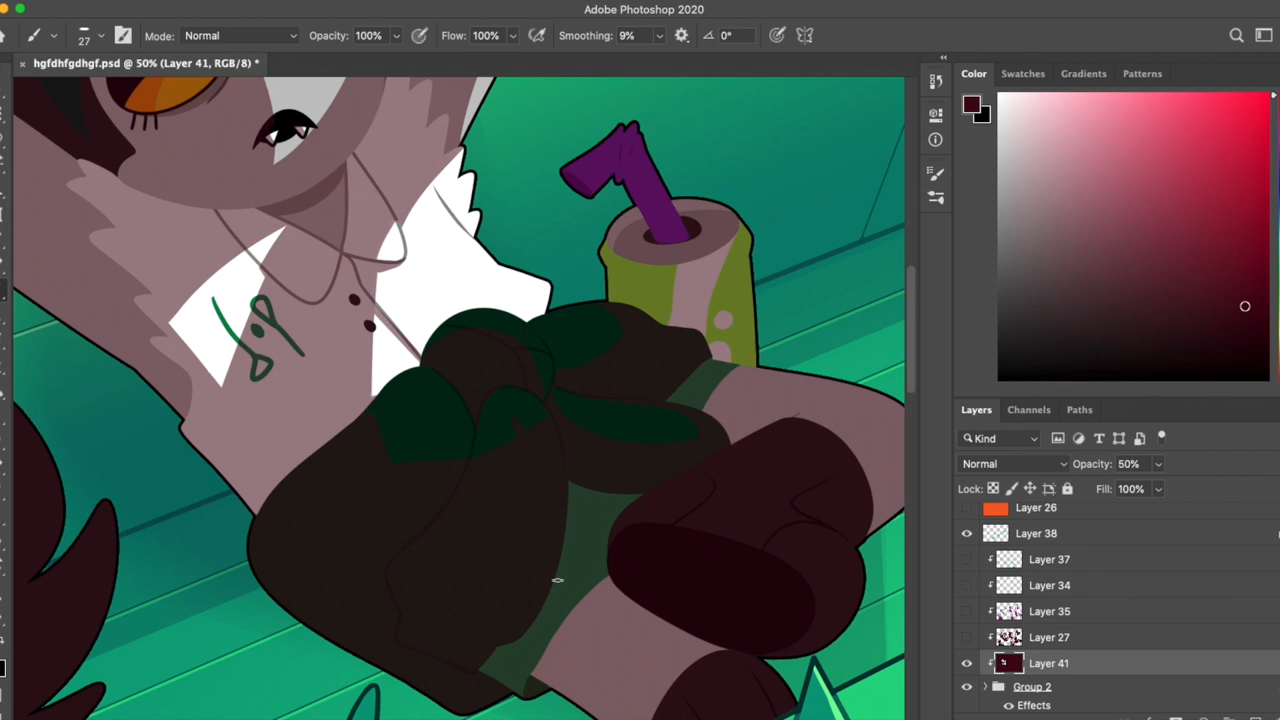 Adobe Photoshop 2020
27 Mode: Normal Opacity: 100% Flow: 100% Smoothing: 9% 0°
× hgfdhfgdhgf.psd @ 50% (Layer 41, RGB/8) *
Color Swatches Gradients Patterns
Layers Channels Paths
Kind
Normal Opacity: 50%
Lock: Fill: 100%
Layer 26
Layer 38
Layer 37
Layer 34
Layer 35
Layer 27
Layer 41
Group 2
Effects